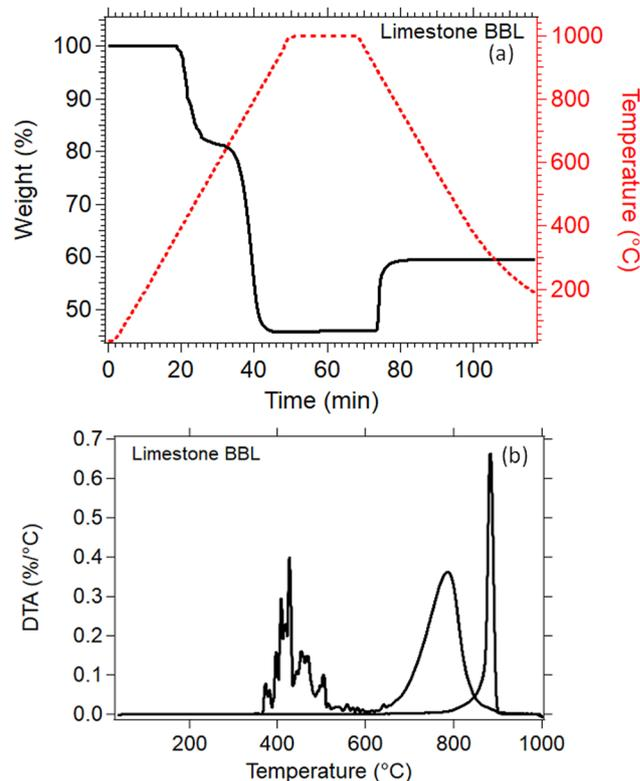 Limestone BBL
(a)
100
90
80
70
60
50
Weight (%)
1000
800
600
400
200
Temperature (°C)
0 20 40 60 80 100
Time (min)
Limestone BBL
(b)
0.7
0.6
0.5
0.4
0.3
0.2
0.1
0.0
DTA (%/°C)
200 400 600 800 1000
Temperature (°C)